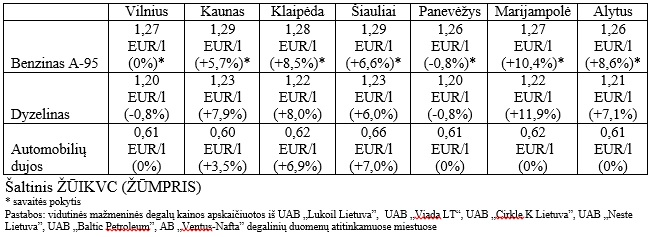 Vilnius Kaunas Klaipėda Šiauliai Panevėžys Marijampolė Alytus
1,27 1,29 1,28 1,29 1,26 1,27 1,26
EUR/l EUR/l EUR/l EUR/l EUR/l EUR/l EUR/l
Benzinas A-95 (0%)* (+5,7%)* (+8,5%)* (+6,6%)* (-0,8%)* (+10,4%)* (+8,6%)*
1,20 1,23 1,22 1,23 1,20 1,22 1,21
EUR/l EUR/l EUR/l EUR/l EUR/l EUR/l EUR/l
Dyzelinas (-0,8%) (+7,9%) (+8,0%) (+6,0%) (-0,8%) (+11,9%) (+7,1%)
0,61 0,60 0,62 0,66 0,61 0,62 0,61
Automobilių EUR/l EUR/l EUR/l EUR/l EUR/l EUR/l EUR/l
dujos (0%) (+3,5%) (+6,9%) (+7,0%) (0%) (0%) (0%)
Šaltinis ŽŪIKVC (ŽŪMPRIS)
* savaitės pokytis
Pastabos: vidutinės mažmeninės degalų kainos apskaičiuotos iš UAB „Lukoil Lietuva”, UAB „Viada LT“, UAB „Cirkle K Lietuva”, UAB „Neste
Lietuva”, UAB „Baltic Petroleum”, AB „Ventus-Nafta” degalinių duomenų atitinkamuose miestuose